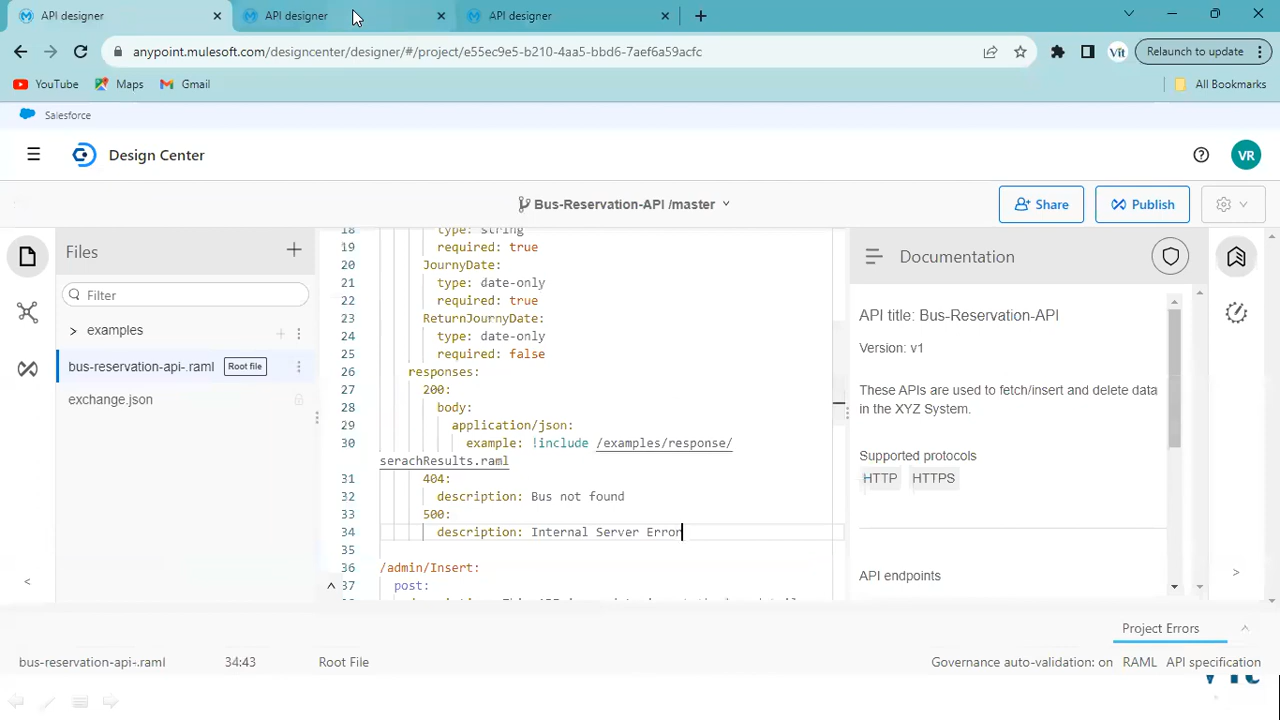 API designer
API designer
API designer
anypoint.mulesoft.com/designcenter/designer/#/project/e55ec9e5-b210-4aa5-bbd6-7aef6a59acfc
Vit
Relaunch to update
YouTube
Maps
Gmail
All Bookmarks
Salesforce
Design Center
VR
Bus-Reservation-API /master
Share
Publish
Files
Filter
examples
bus-reservation-api-.raml Root file
exchange.json
18 type: string
19 required: true
20 JournyDate:
21 type: date-only
22 required: true
23 ReturnJournyDate:
24 type: date-only
25 required: false
26 responses:
27 200:
28 body:
29 application/json:
30 example: !include /examples/response/
serachResults.raml
31 404:
32 description: Bus not found
33 500:
34 description: Internal Server Error
35
36 /admin/Insert:
37 post:
Documentation
API title: Bus-Reservation-API
Version: v1
These APIs are used to fetch/insert and delete data
in the XYZ System.
Supported protocols
HTTP HTTPS
API endpoints
Project Errors
bus-reservation-api-.raml
34:43
Root File
Governance auto-validation: on
RAML
API specification